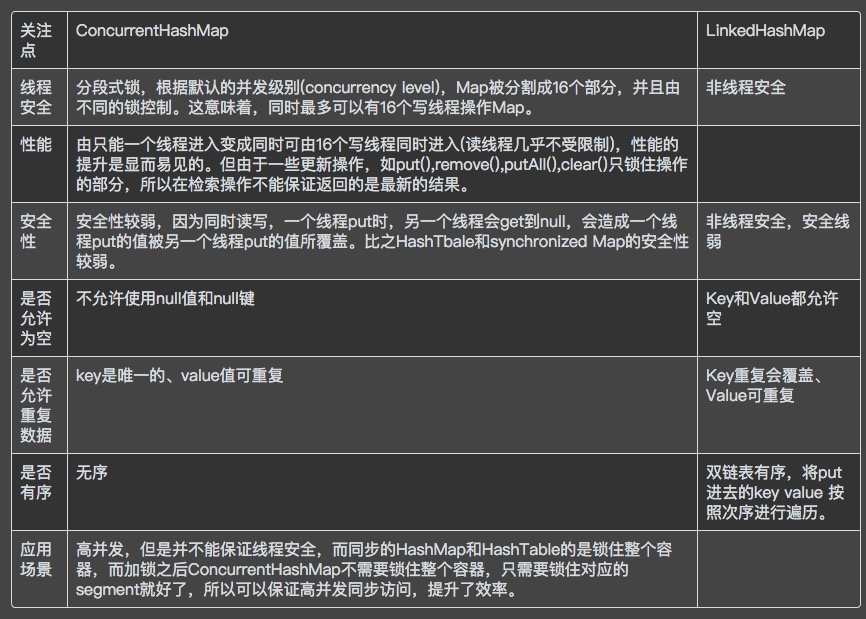 关注点
ConcurrentHashMap
LinkedHashMap
线程安全
分段式锁，根据默认的并发级别(concurrency level)，Map被分割成16个部分，并且由
不同的锁控制。这意味着，同时最多可以有16个写线程操作Map。
非线程安全
性能
由只能一个线程进入变成同时可由16个写线程同时进入(读线程几乎不受限制)，性能的
提升是显而易见的。但由于一些更新操作，如put(),remove(),putAll(),clear()只锁住操作
的部分，所以在检索操作不能保证返回的是最新的结果。
安全性
安全性较弱，因为同时读写，一个线程put时，另一个线程会get到null，会造成一个线
程put的值被另一个线程put的值所覆盖。比之HashTbale和synchronized Map的安全性
较弱。
非线程安全，安全线
弱
是否
允许
为空
不允许使用null值和null键
Key和Value都允许
空
是否
允许
重复
数据
key是唯一的、value值可重复
Key重复会覆盖、
Value可重复
是否
有序
无序
双链表有序，将put
进去的key value 按
照次序进行遍历。
应用
场景
高并发，但是并不能保证线程安全，而同步的HashMap和HashTable的是锁住整个容
器，而加锁之后ConcurrentHashMap不需要锁住整个容器，只需要锁住对应的
segment就好了，所以可以保证高并发同步访问，提升了效率。